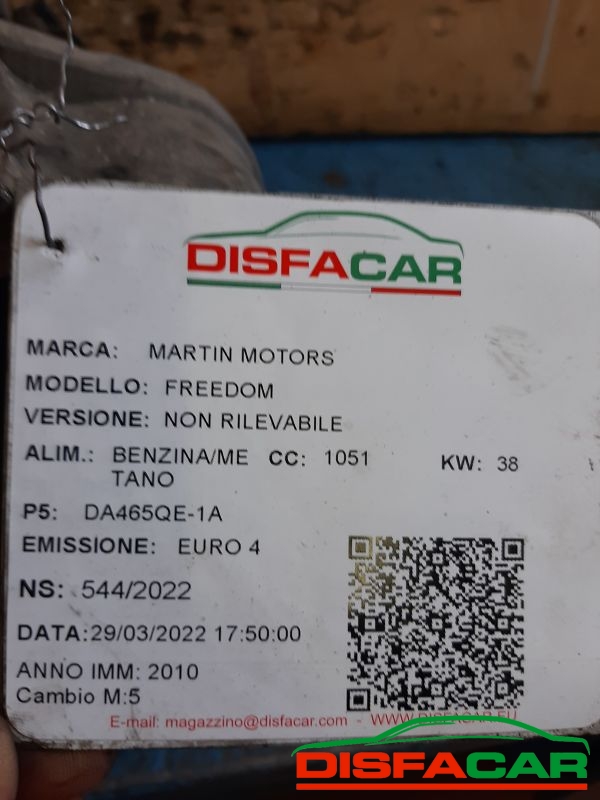 DISFACAR
MARCA: MARTIN MOTORS
MODELLO: FREEDOM
VERSIONE: NON RILEVABILE
ALIM.: BENZINA/ME CC: 1051 KW: 38
TANO
P5: DA465QE-1A
EMISSIONE: EURO 4
NS: 544/2022
DATA:29/03/2022 17:50:00
ANNO IMM: 2010
Cambio M:5
E-mail: magazzino@disfacar.com - WWW.DISFACAR.EU
DISFACAR